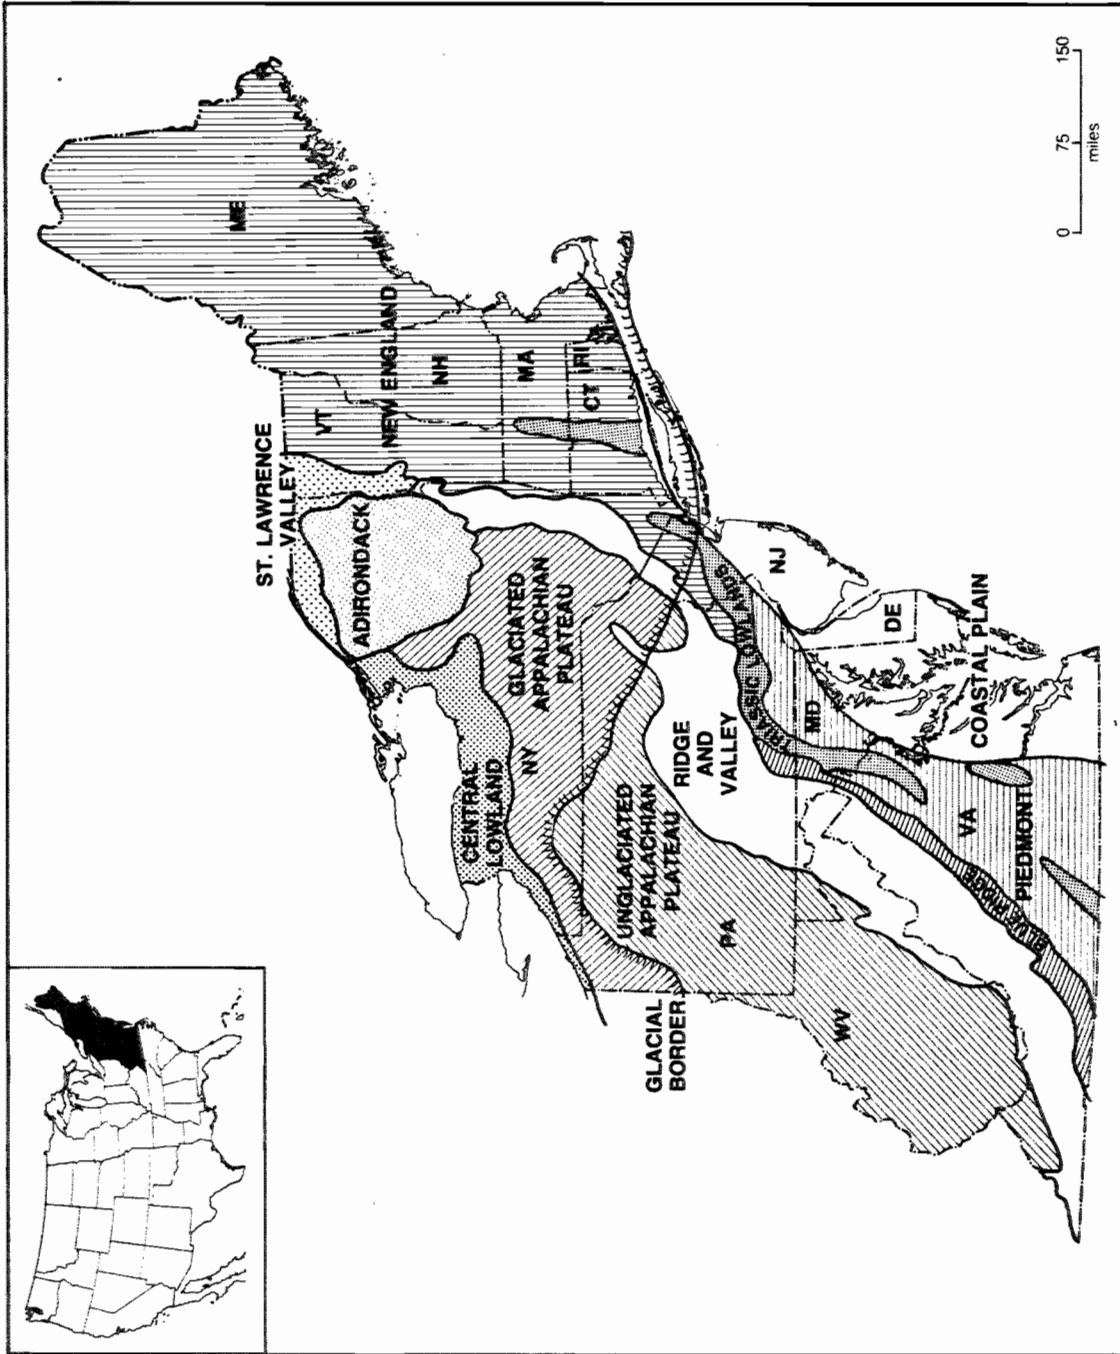 ST. LAWRENCE
VALLEY
ADIRONDACK
ME
VT
NEW ENGLAND
NH
MA
CT
RI
CENTRAL
LOWLAND
GLACIATED
APPALACHIAN
PLATEAU
NY
UNGLACIATED
APPALACHIAN
PLATEAU
PA
GLACIAL
BORDER
RIDGE
AND
VALLEY
TRIASSIC LOWLANDS
NJ
MD
DE
COASTAL PLAIN
WV
VA
PIEDMONT
BLUE RIDGE
0 75 150
miles